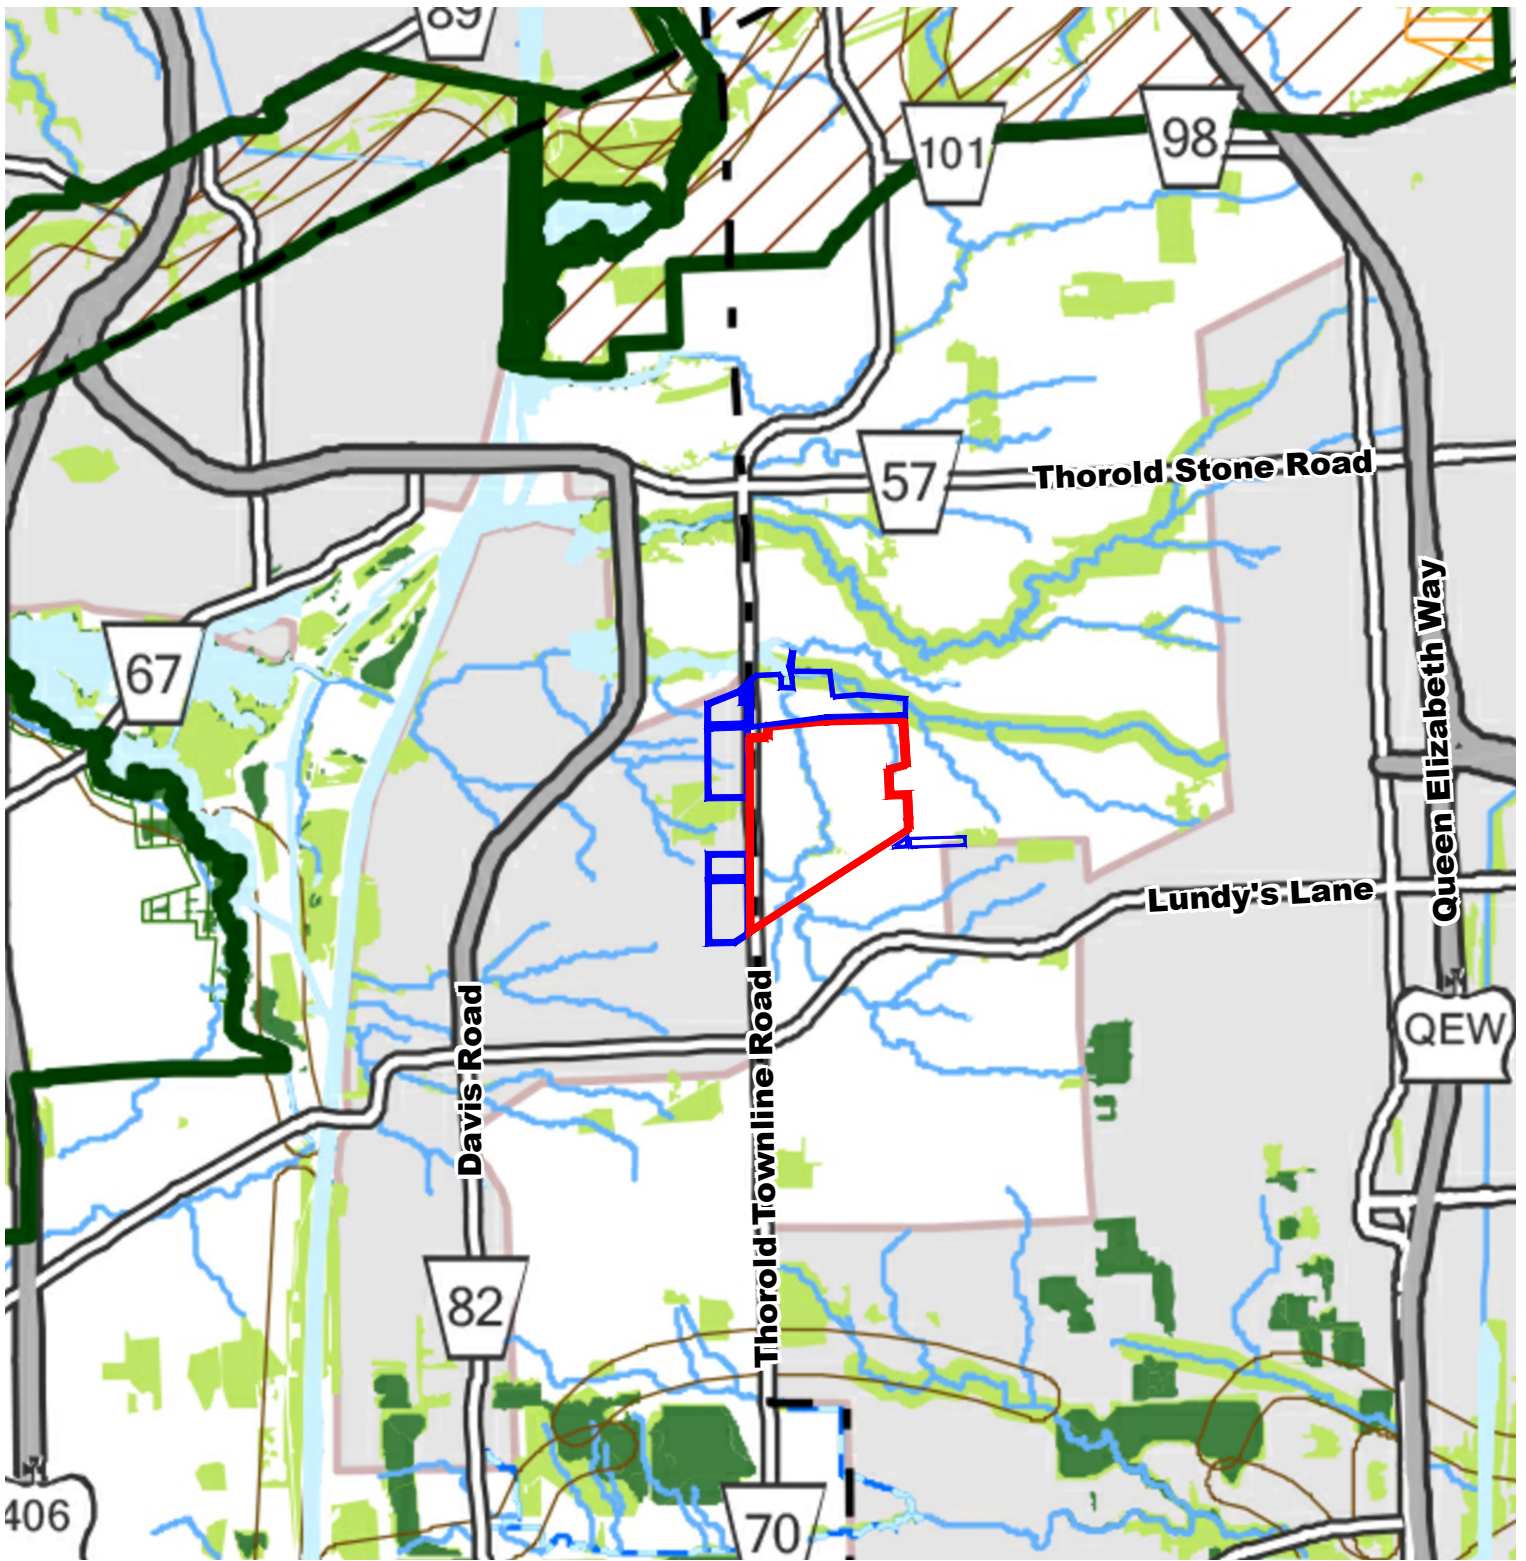 89
101
98
57
Thorold Stone Road
67
Queen Elizabeth Way
Lundy's Lane
QEW
Davis Road
Thorold Townline Road
82
406
70